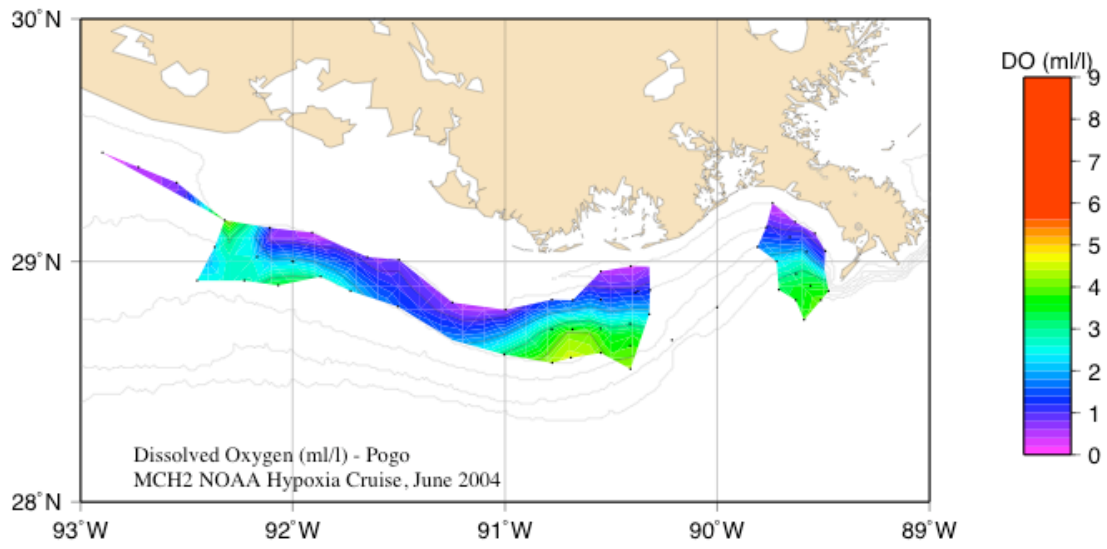 30°N
DO (ml/l)
9
8
7
6
5
4
3
2
1
0
29°N
Dissolved Oxygen (ml/l) - Pogo
MCH2 NOAA Hypoxia Cruise, June 2004
28°N
93°W 92°W 91°W 90°W 89°W